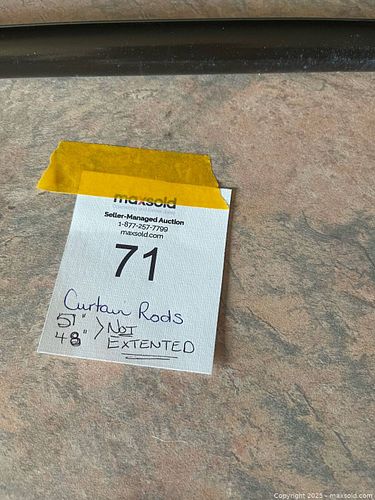 maxsold
Seller-Managed Auction
1-877-257-7799
maxsold.com
71
Curtain Rods
51" > NOT
48" EXTENTED
Copyright 2025 - maxsold.com